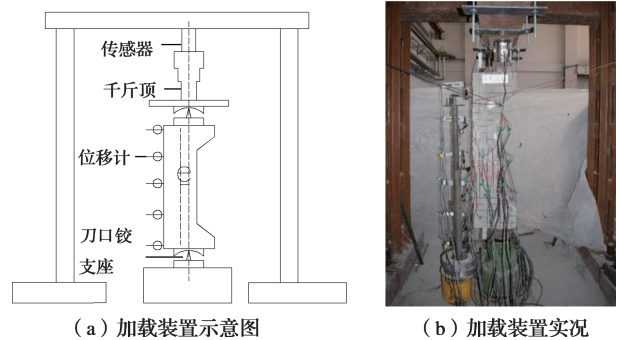 传感器
千斤顶
位移计
刀口铰
支座
（a）加载装置示意图
（b）加载装置实况